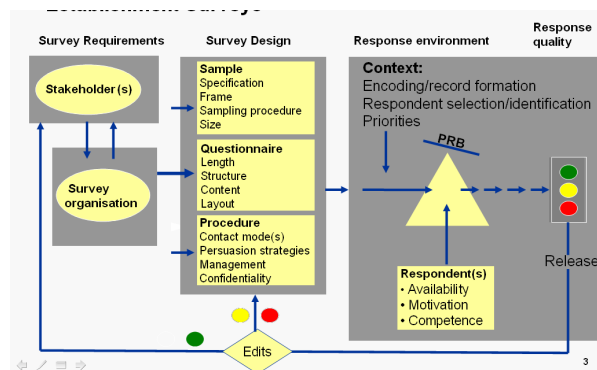 Establishment Surveys
Survey Requirements
Survey Design
Response environment
Response
quality
Stakeholder(s)
Survey
organisation
Sample
Specification
Frame
Sampling procedure
Size
Questionnaire
Length
Structure
Content
Layout
Procedure
Contact mode(s)
Persuasion strategies
Management
Confidentiality
Context:
Encoding/record formation
Respondent selection/identification
Priorities
PRB
Respondent(s)
• Availability
• Motivation
• Competence
Release
Edits
3